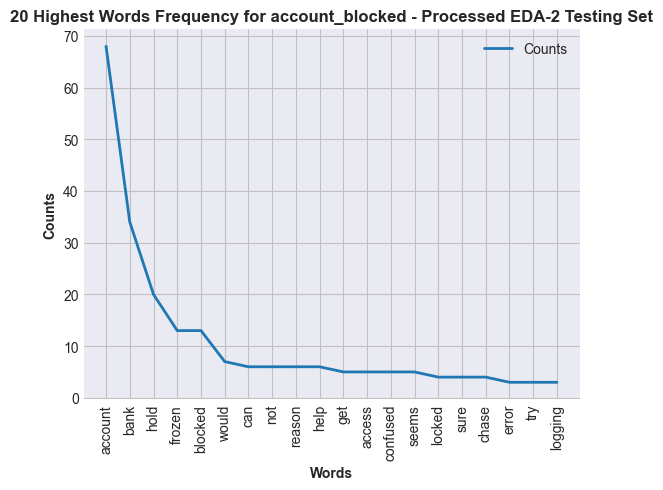 20 Highest Words Frequency for account_blocked - Processed EDA-2 Testing Set
Counts
70
60
50
40
30
20
10
0
Counts
account
bank
hold
frozen
blocked
would
can
not
reason
help
get
access
confused
seems
locked
sure
chase
error
try
logging
Words